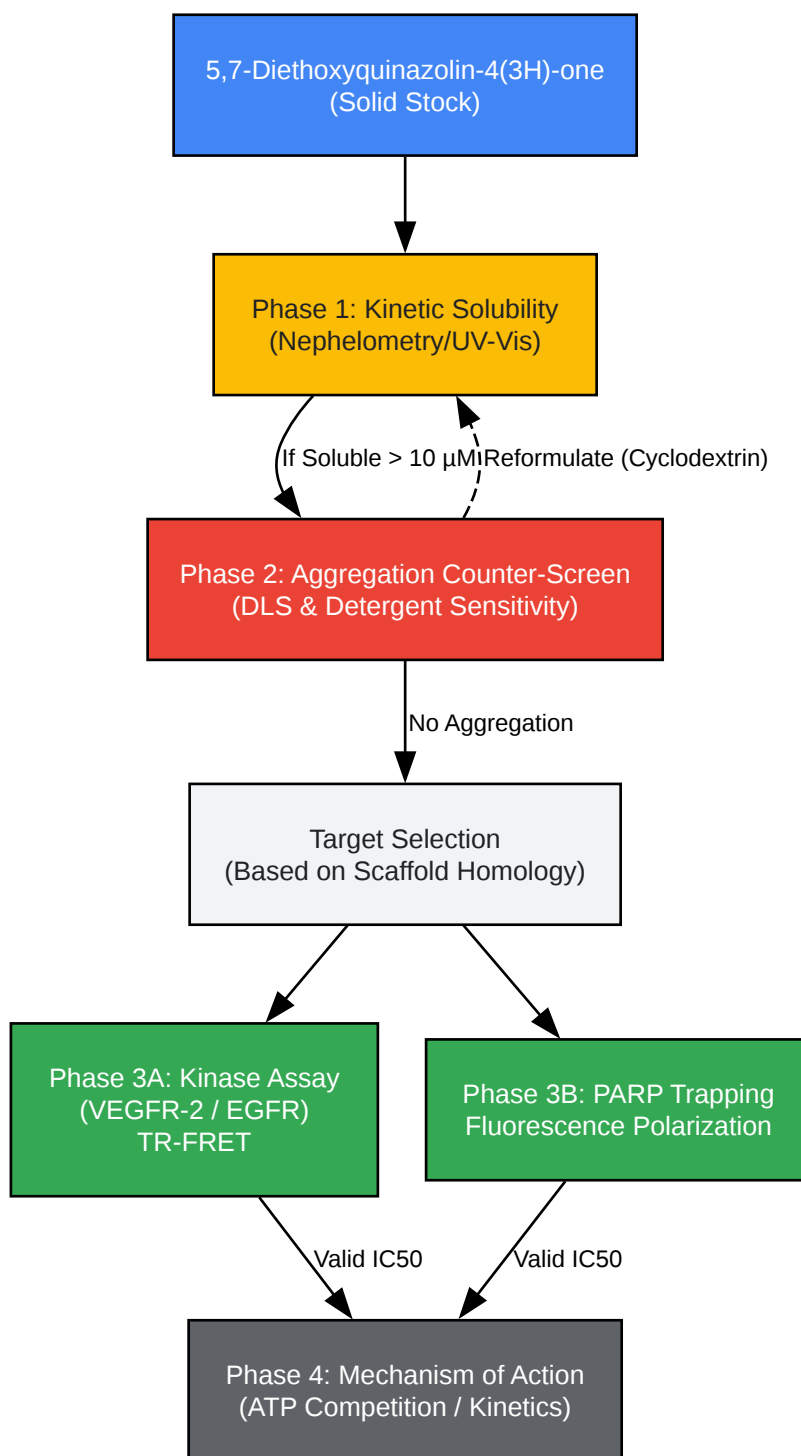 5,7-Diethoxyquinazolin-4(3H)-one
(Solid Stock)
Phase 1: Kinetic Solubility
(Nephelometry/UV-Vis)
If Soluble > 10 µM
Reformulate (Cyclodextrin)
Phase 2: Aggregation Counter-Screen
(DLS & Detergent Sensitivity)
No Aggregation
Target Selection
(Based on Scaffold Homology)
Phase 3A: Kinase Assay
(VEGFR-2 / EGFR)
TR-FRET
Phase 3B: PARP Trapping
Fluorescence Polarization
Valid IC50
Valid IC50
Phase 4: Mechanism of Action
(ATP Competition / Kinetics)